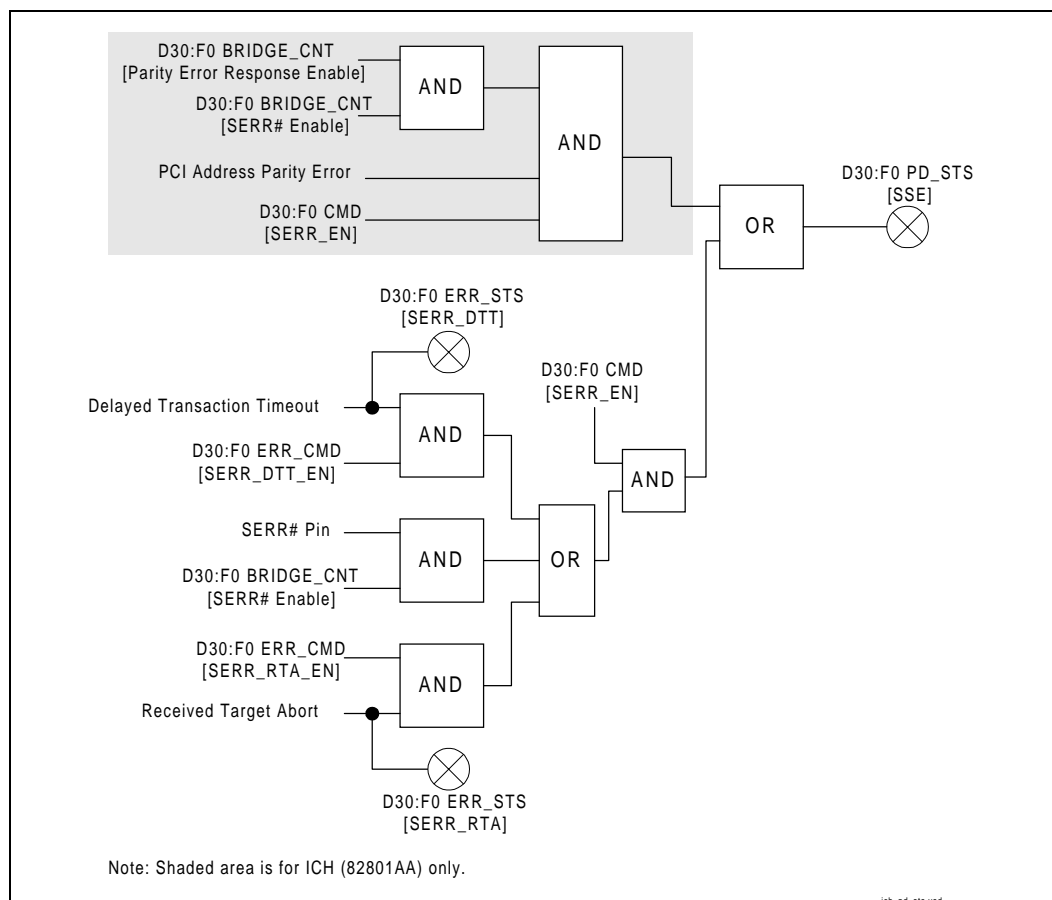 D30:F0 BRIDGE_CNT
[Parity Error Response Enable]
AND
D30:F0 BRIDGE_CNT
[SERR# Enable]
AND
PCI Address Parity Error
D30:F0 CMD
[SERR_EN]
D30:F0 PD_STS
[SSE]
OR
D30:F0 ERR_STS
[SERR_DTT]
D30:F0 CMD
[SERR_EN]
Delayed Transaction Timeout
AND
D30:F0 ERR_CMD
[SERR_DTT_EN]
AND
SERR# Pin
AND
OR
D30:F0 BRIDGE_CNT
[SERR# Enable]
D30:F0 ERR_CMD
[SERR_RTA_EN]
AND
Received Target Abort
D30:F0 ERR_STS
[SERR_RTA]
Note: Shaded area is for ICH (82801AA) only.